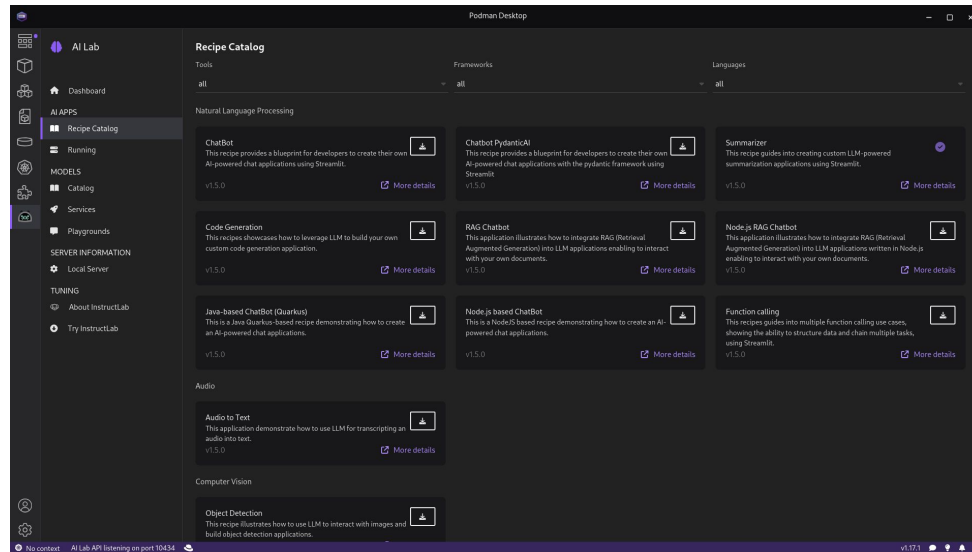 Podman Desktop
AI Lab
Dashboard
AI APPS
Recipe Catalog
Running
MODELS
Catalog
Services
Playgrounds
SERVER INFORMATION
Local Server
TUNING
About InstructLab
Try InstructLab
Recipe Catalog
Tools
Frameworks
Languages
all
all
all
Natural Language Processing
ChatBot
This recipe provides a blueprint for developers to create their own
AI-powered chat applications using Streamlit.
v1.5.0
More details
Chatbot PydanticAI
This recipe provides a blueprint for developers to create their own
AI-powered chat applications with the pydantic framework using
Streamlit
v1.5.0
More details
Summarizer
This recipe guides into creating custom LLM-powered
summarization applications using Streamlit.
v1.5.0
More details
Code Generation
This recipes showcases how to leverage LLM to build your own
custom code generation application.
v1.5.0
More details
RAG Chatbot
This application illustrates how to integrate RAG (Retrieval
Augmented Generation) into LLM applications enabling to interact
with your own documents.
v1.5.0
More details
Node.js RAG Chatbot
This application illustrates how to integrate RAG (Retrieval
Augmented Generation) into LLM applications written in Node.js
enabling to interact with your own documents.
v1.5.0
More details
Java-based ChatBot (Quarkus)
This is a Java Quarkus-based recipe demonstrating how to create
an AI-powered chat applications.
v1.5.0
More details
Node.js based ChatBot
This is a NodeJS based recipe demonstrating how to create an AI-
powered chat applications.
v1.5.0
More details
Function calling
This recipes guides into multiple function calling use cases,
showing the ability to structure data and chain multiple tasks,
using Streamlit.
v1.5.0
More details
Audio
Audio to Text
This application demonstrate how to use LLM for transcripting an
audio into text.
v1.5.0
More details
Computer Vision
Object Detection
This recipe illustrates how to use LLM to interact with images and
build object detection applications.
No context
AI Lab API listening on port 10434
v1.17.1